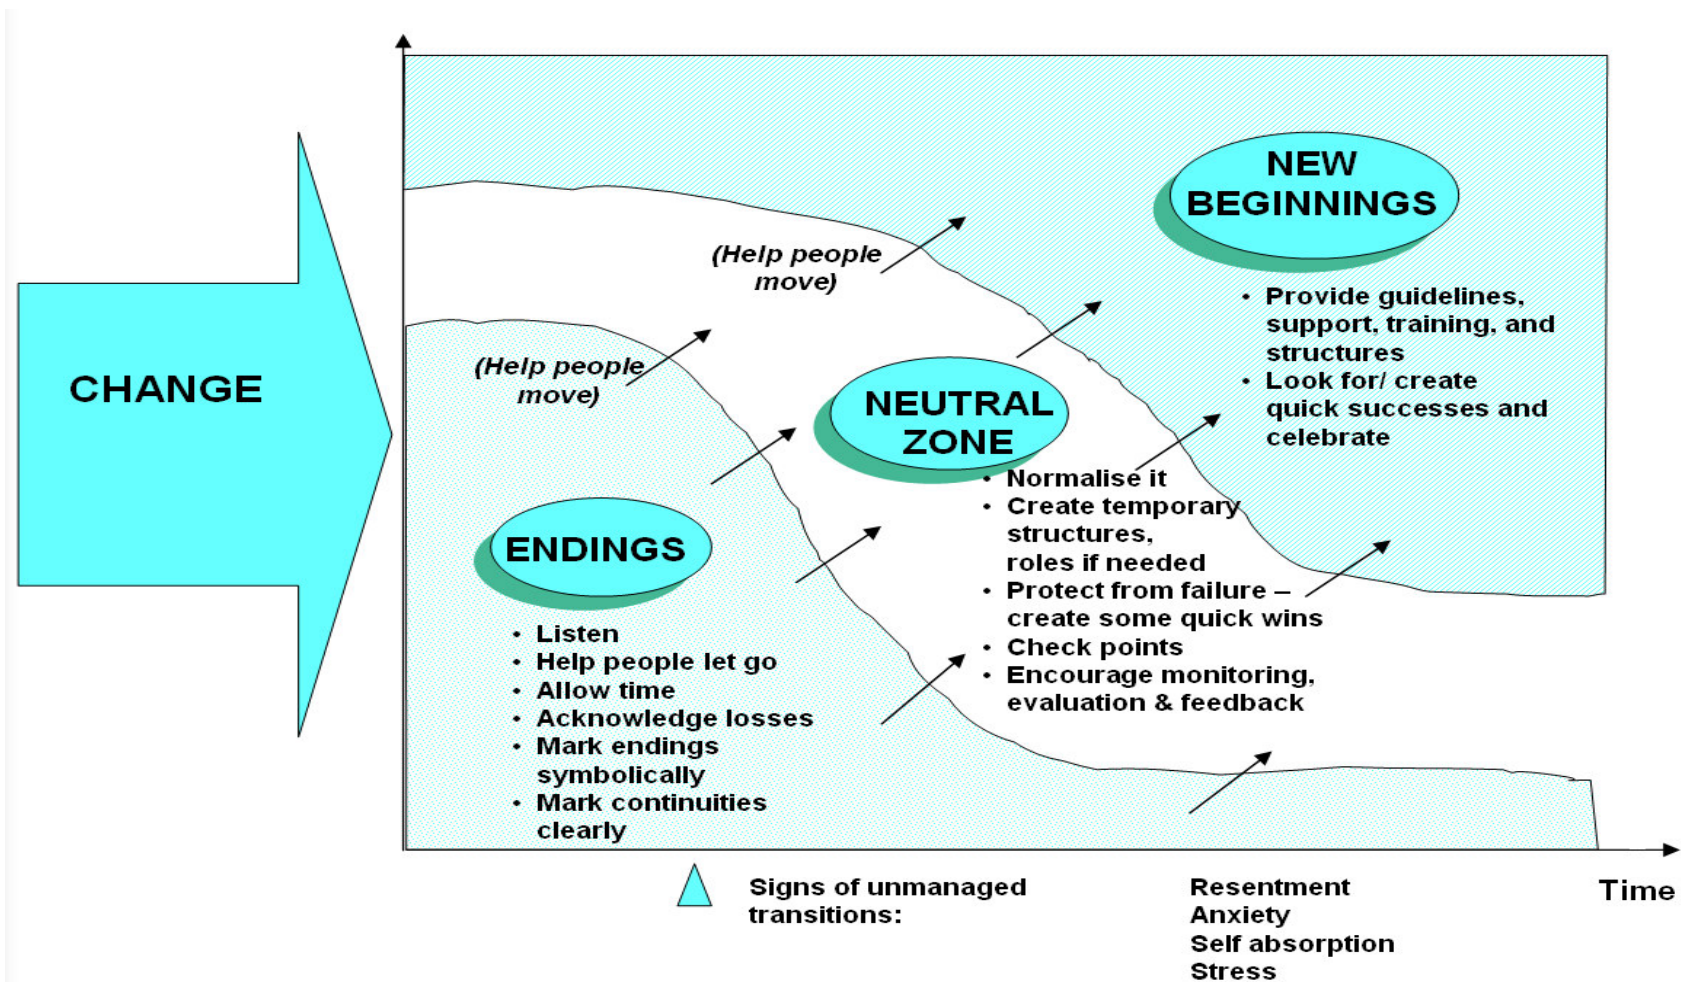 CHANGE
(Help people
move)
(Help people
move)
ENDINGS
• Listen
• Help people let go
• Allow time
• Acknowledge losses
• Mark endings
symbolically
• Mark continuities
clearly
NEUTRAL
ZONE
• Normalise it
• Create temporary
structures,
roles if needed
• Protect from failure –
create some quick wins
• Check points
• Encourage monitoring,
evaluation & feedback
NEW
BEGINNINGS
• Provide guidelines,
support, training, and
structures
• Look for/ create
quick successes and
celebrate
Time
Signs of unmanaged
transitions:
Resentment
Anxiety
Self absorption
Stress